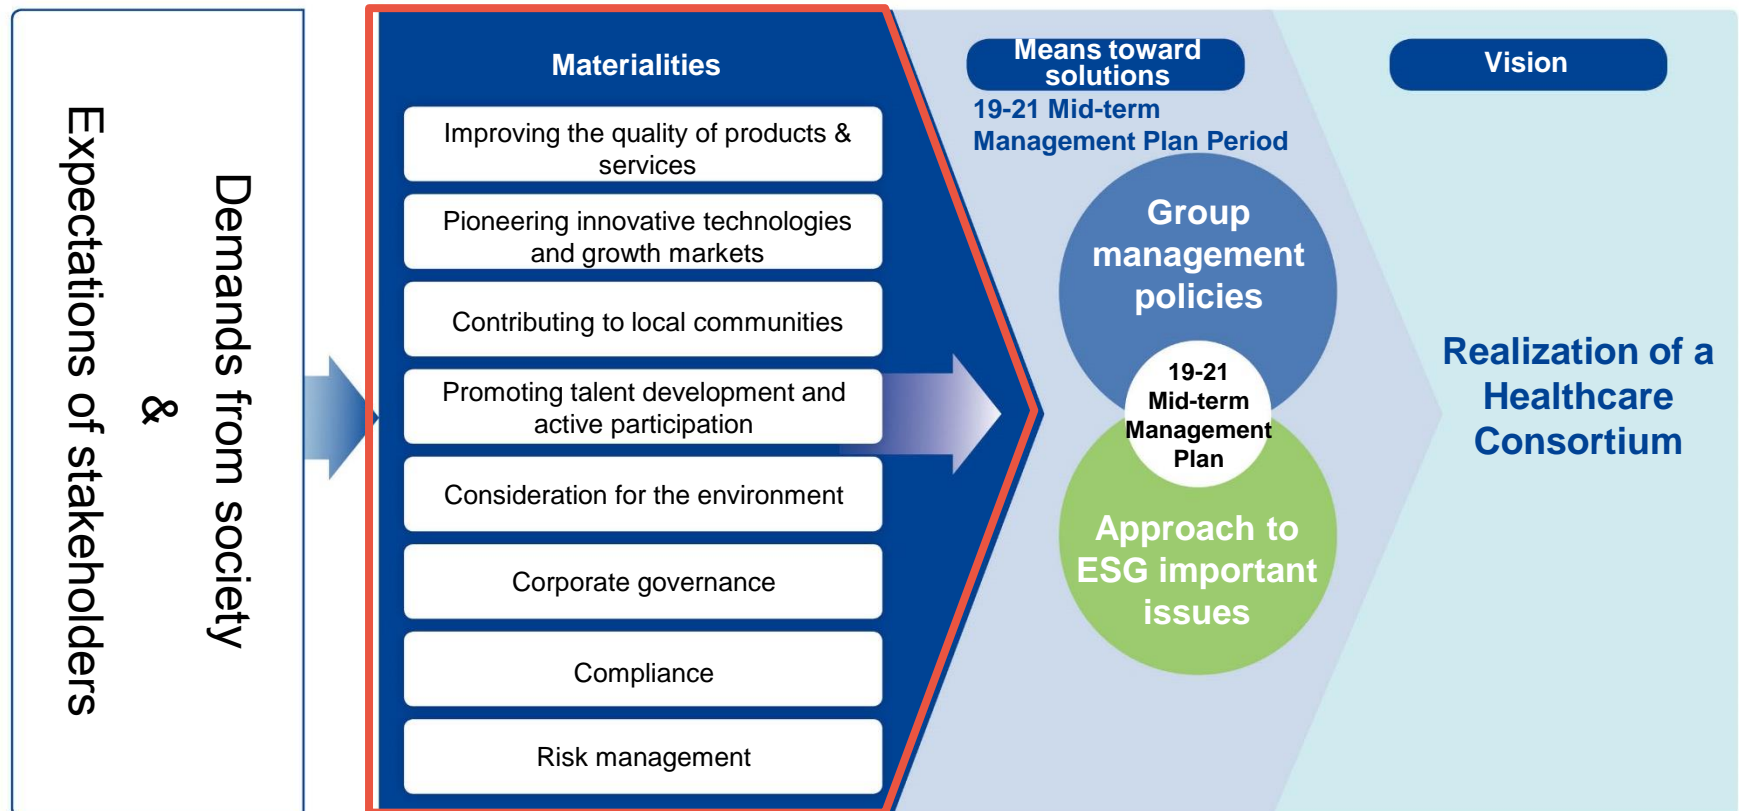 Demands from society
&
Expectations of stakeholders
Materialities
Improving the quality of products &
services
Pioneering innovative technologies
and growth markets
Contributing to local communities
Promoting talent development and
active participation
Consideration for the environment
Corporate governance
Compliance
Risk management
Means toward
solutions
19-21 Mid-term
Management Plan Period
Group
management
policies
19-21
Mid-term
Management
Plan
Approach to
ESG important
issues
Vision
Realization of a
Healthcare
Consortium